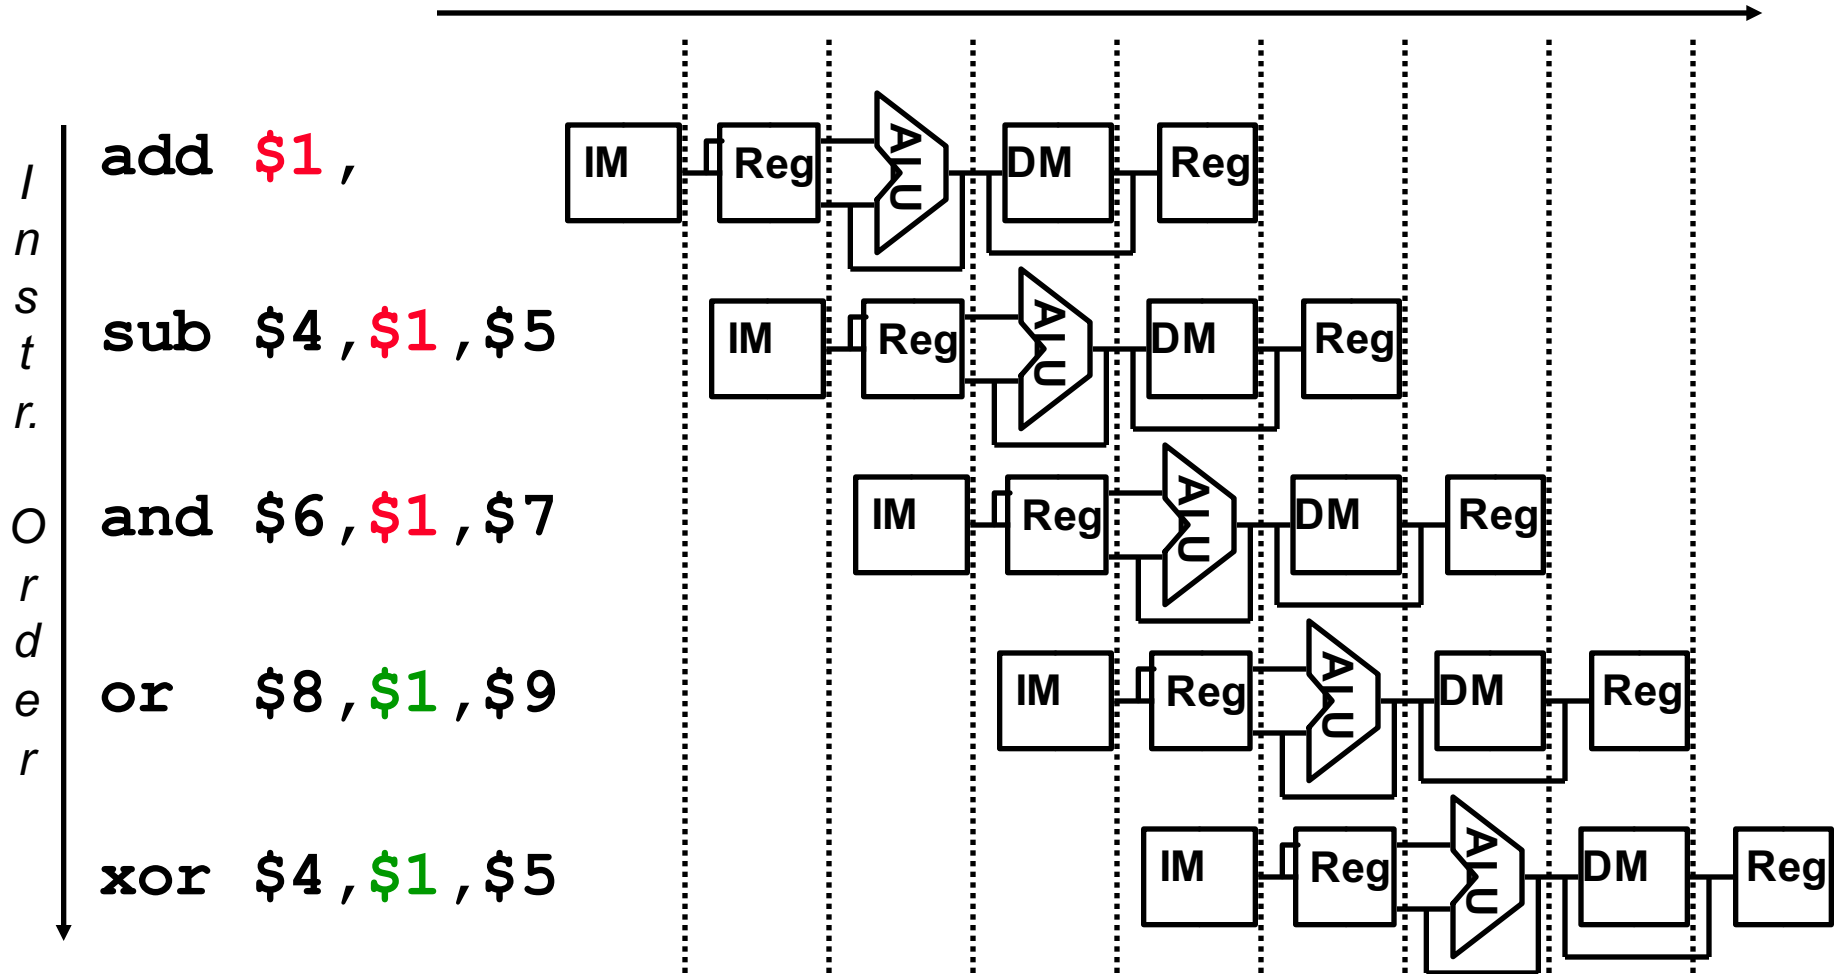 Instr. Order
add $1,
IM Reg ALU DM Reg
sub $4,$1,$5
IM Reg ALU DM Reg
and $6,$1,$7
IM Reg ALU DM Reg
or $8,$1,$9
IM Reg ALU DM Reg
xor $4,$1,$5
IM Reg ALU DM Reg